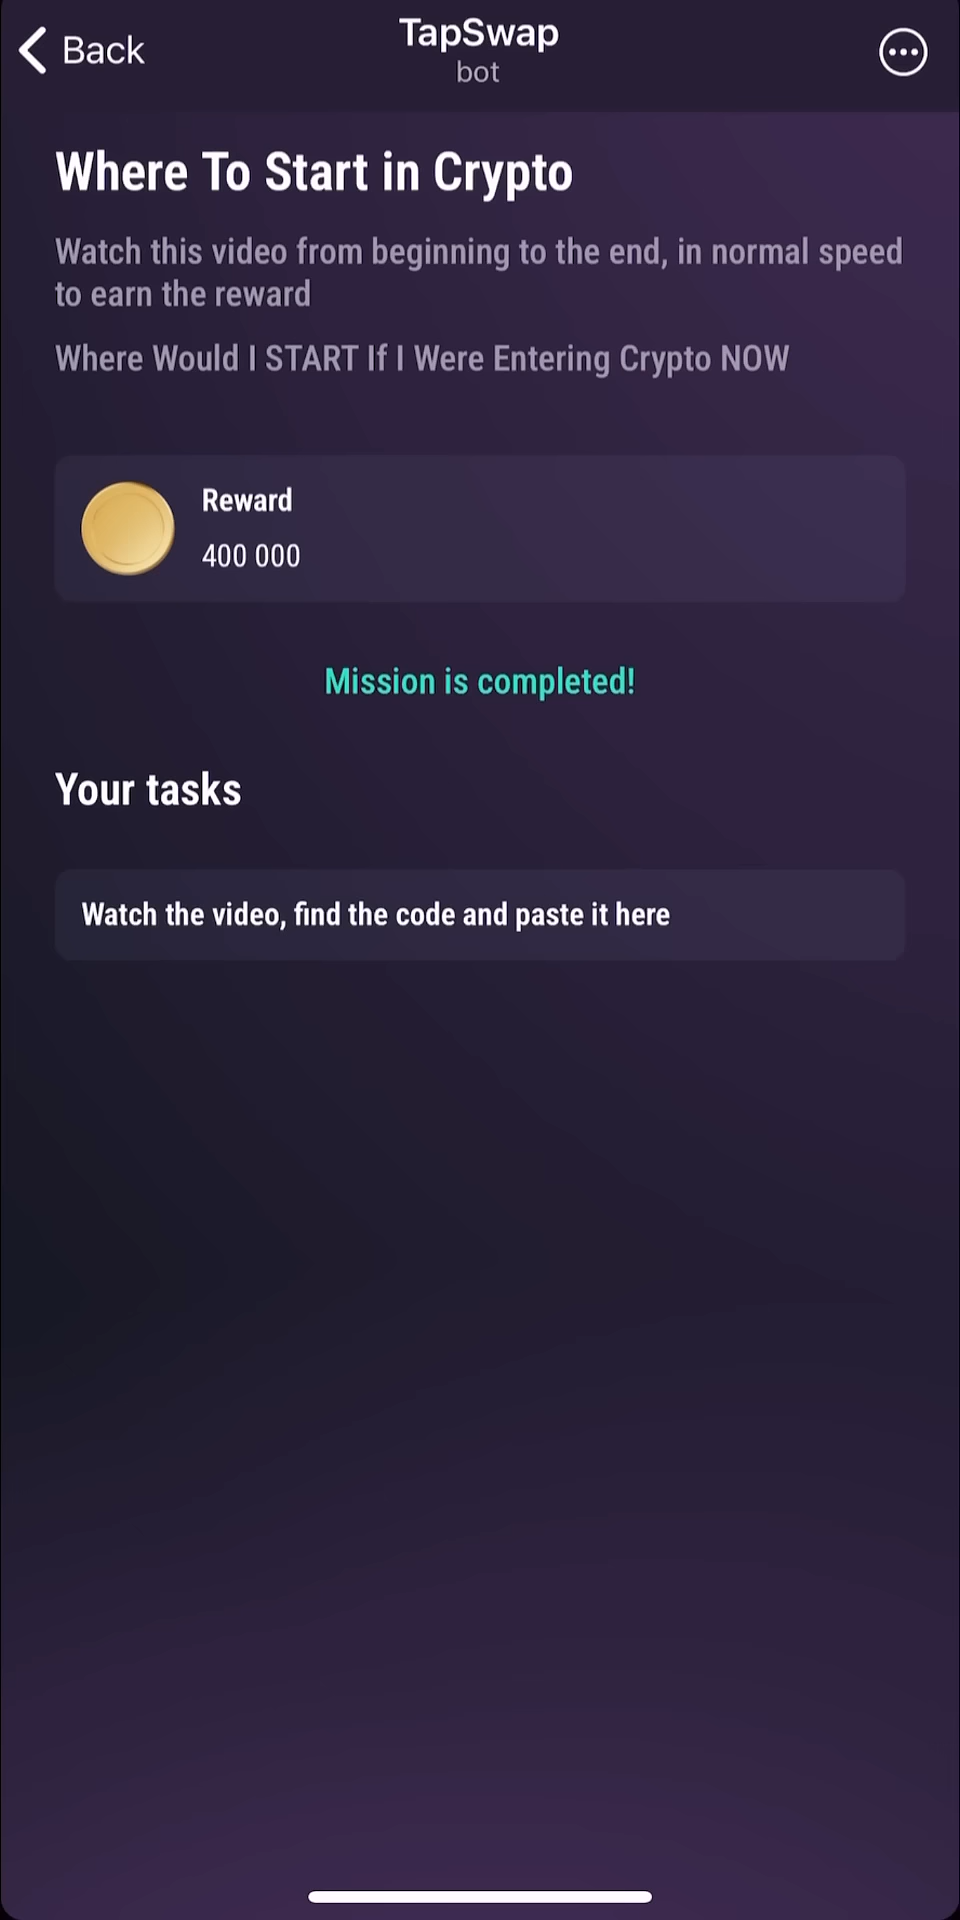 Back
TapSwap
bot
Where To Start in Crypto
Watch this video from beginning to the end, in normal speed
to earn the reward
Where Would I START If I Were Entering Crypto NOW
Reward
400 000
Mission is completed!
Your tasks
Watch the video, find the code and paste it here